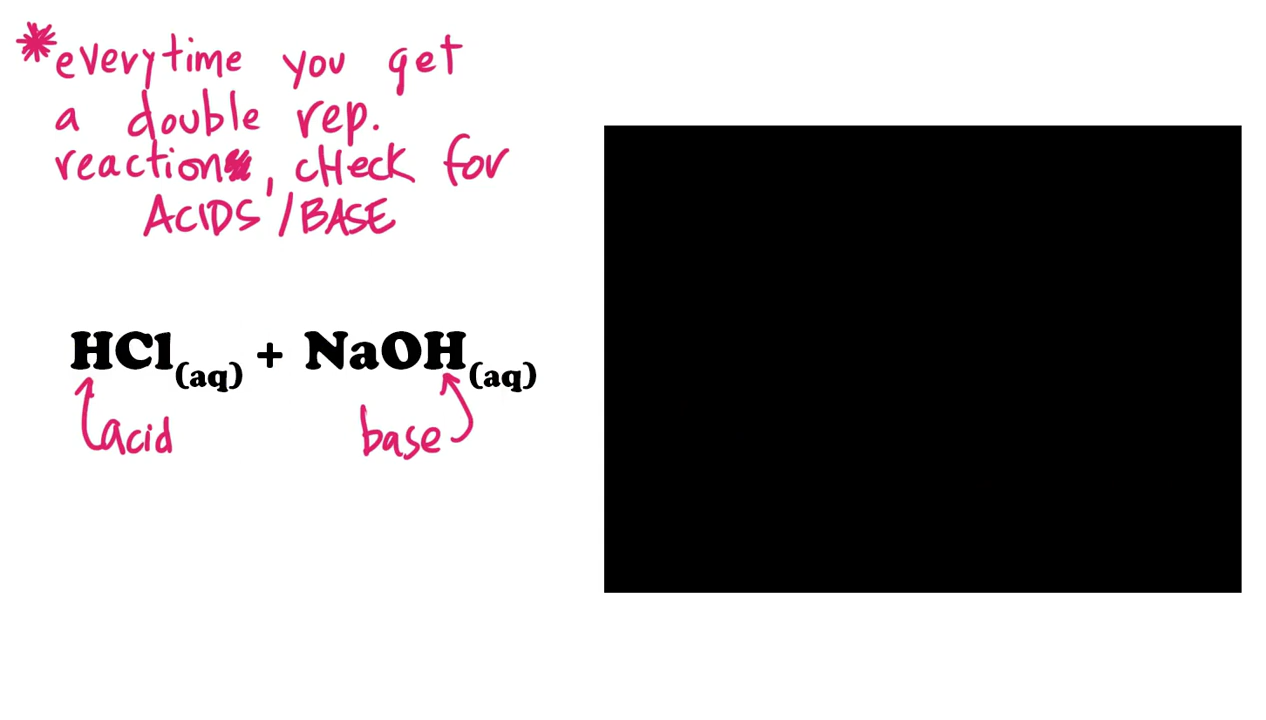 *everytime you get
a double rep.
reaction, cHeck for
ACIDS/BASE
HCl(aq) + NaOH(aq)
acid base